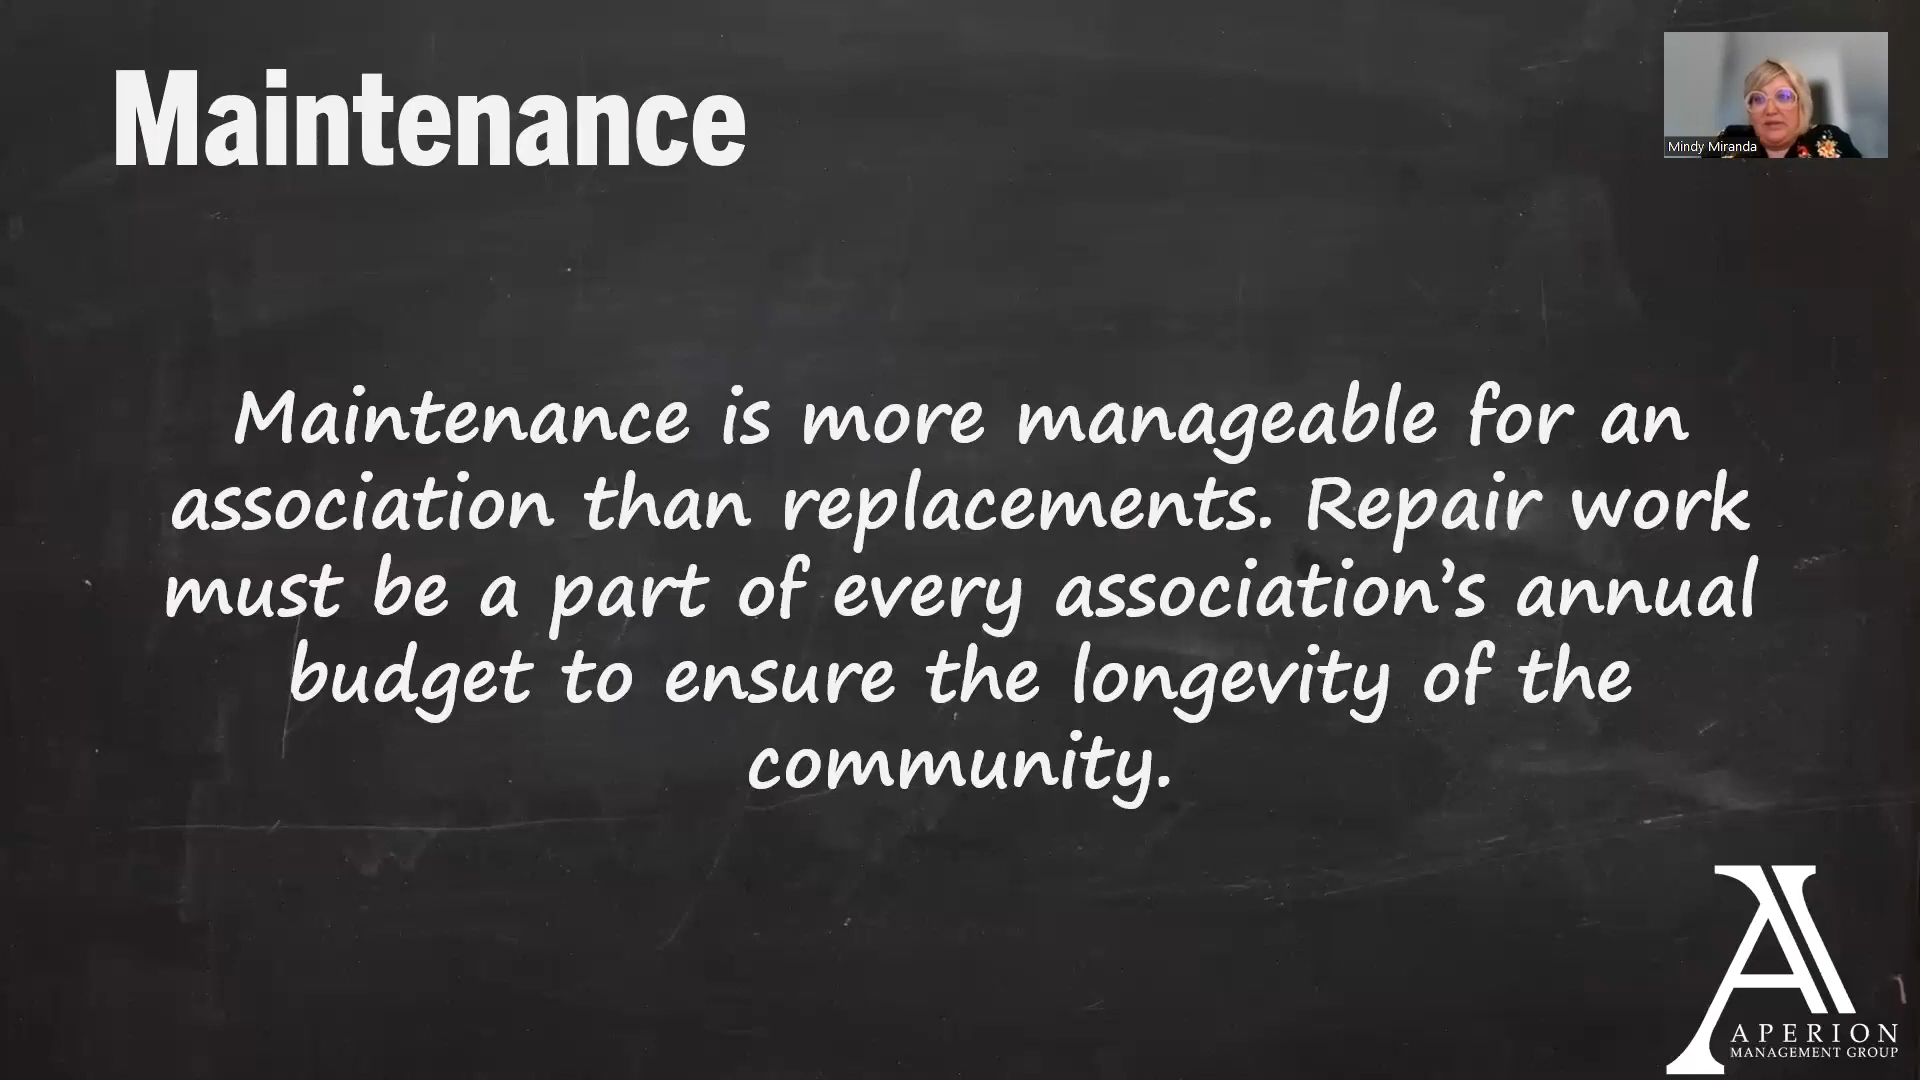 Maintenance
Mindy Miranda
Maintenance is more manageable for an
association than replacements. Repair work
must be a part of every association’s annual
budget to ensure the longevity of the
community.
APERION
MANAGEMENT GROUP